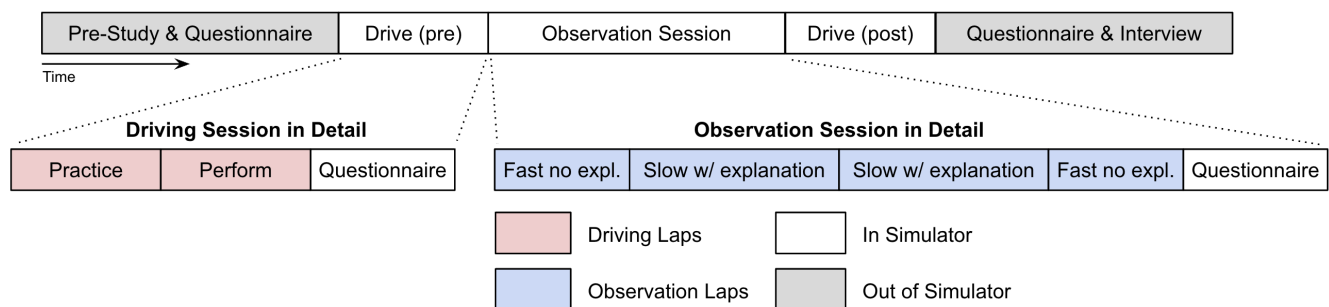 Pre-Study & Questionnaire Drive (pre) Observation Session Drive (post) Questionnaire & Interview
Time
Driving Session in Detail Observation Session in Detail
Practice Perform Questionnaire Fast no expl. Slow w/ explanation Slow w/ explanation Fast no expl. Questionnaire
Driving Laps In Simulator
Observation Laps Out of Simulator